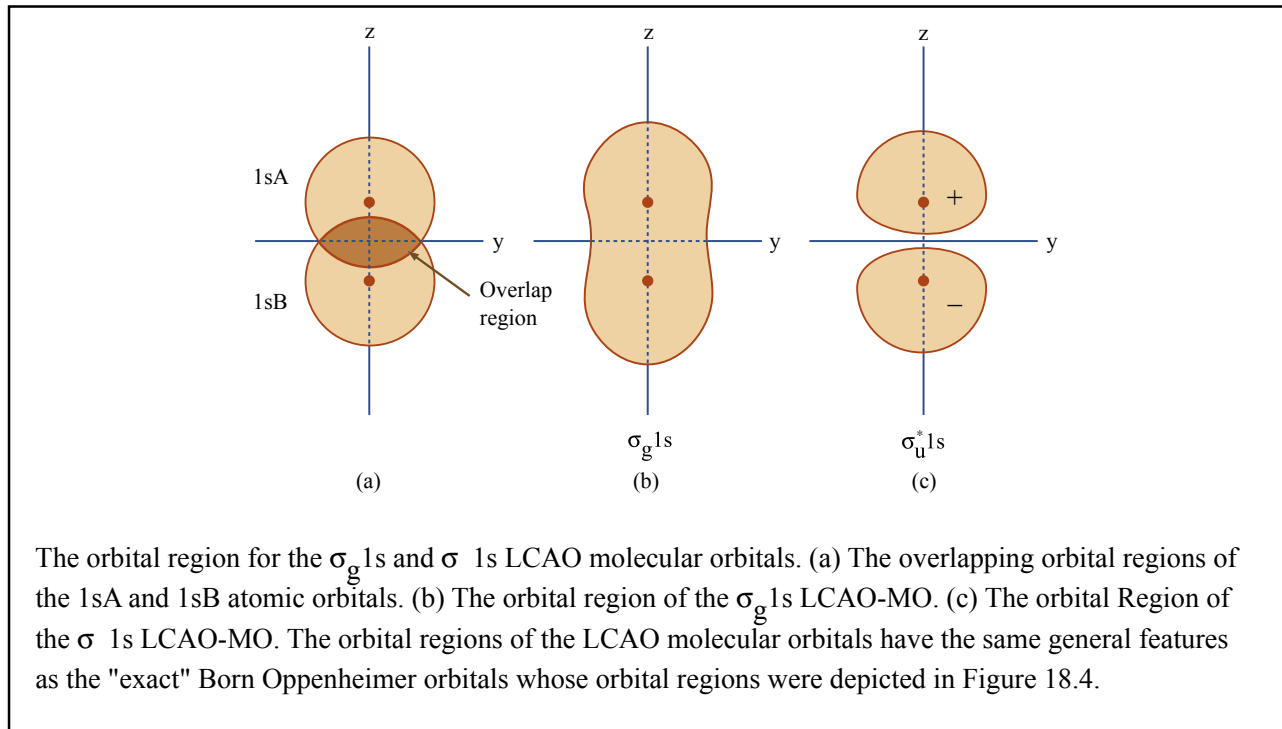 z
z
z
1sA
+
y
y
y
1sB
Overlap
region
−
σg1s
σu*1s
(a)
(b)
(c)
The orbital region for the σg1s and σ 1s LCAO molecular orbitals. (a) The overlapping orbital regions of
the 1sA and 1sB atomic orbitals. (b) The orbital region of the σg1s LCAO-MO. (c) The orbital Region of
the σ 1s LCAO-MO. The orbital regions of the LCAO molecular orbitals have the same general features
as the "exact" Born Oppenheimer orbitals whose orbital regions were depicted in Figure 18.4.